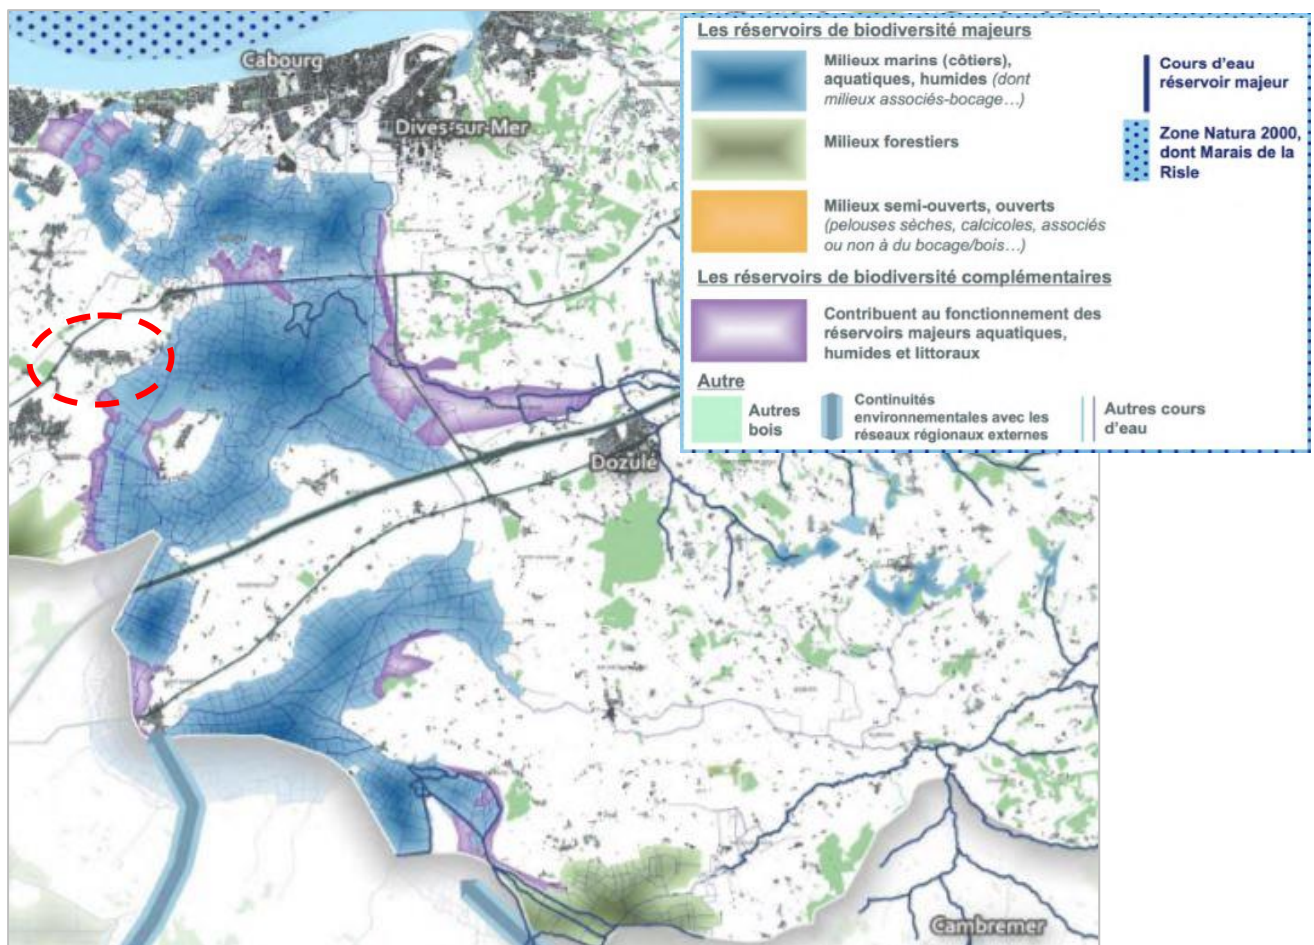 Cabourg
Dives-sur-Mer
Dozulé
Cambremer
Les réservoirs de biodiversité majeurs
Milieux marins (côtiers),
aquatiques, humides (dont
milieux associés-bocage…)
Milieux forestiers
Milieux semi-ouverts, ouverts
(pelouses sèches, calcicoles, associés
ou non à du bocage/bois…)
Cours d'eau
réservoir majeur
Zone Natura 2000,
dont Marais de la
Risle
Les réservoirs de biodiversité complémentaires
Contribuent au fonctionnement des
réservoirs majeurs aquatiques,
humides et littoraux
Autre
Autres
bois
Continuités
environnementales avec les
réseaux régionaux externes
Autres cours
d'eau